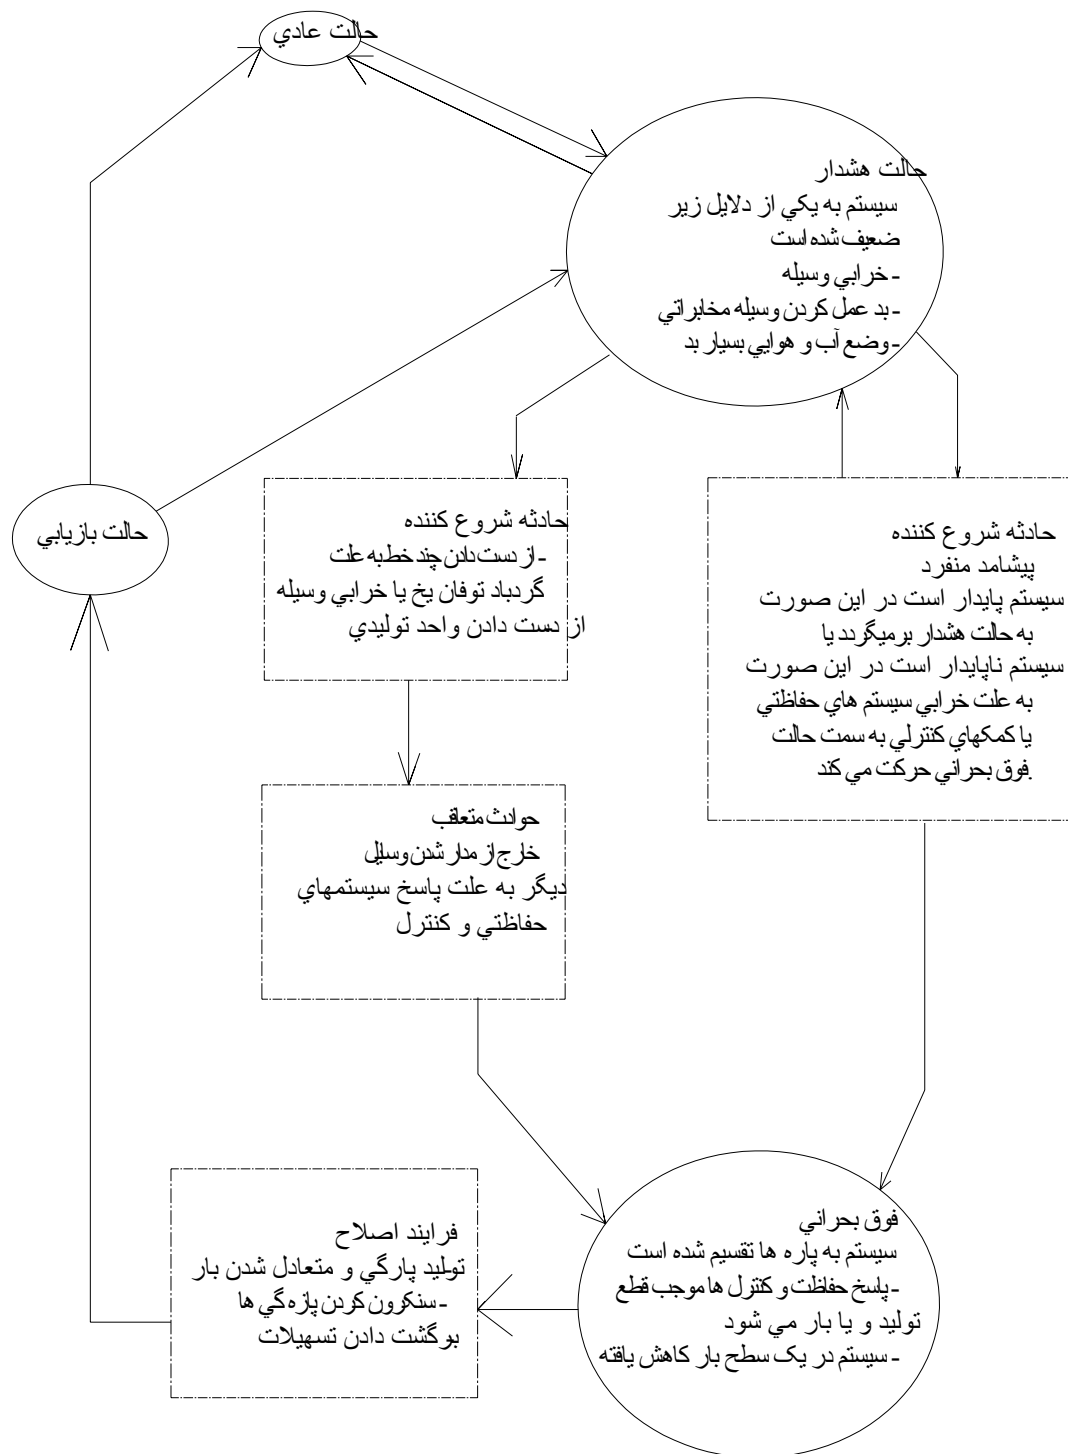 حالت عادي
حالت هشدار
سيستم به يكي از دلايل زير
ضعيف شده است
- خرابي وسيله
- بد عمل كردن وسيله مخابراتي
- وضع آب و هوايي بسيار بد
حالت بازيابي
حادثه شروع كننده
- از دست دادن چند خط به علت
گردباد توفان يخ يا خرابي وسيله
از دست دادن واحد توليدي
حادثه شروع كننده
پيشامد منفرد
سيستم پايدار است در اين صورت
به حالت هشدار برميگردد يا
سيستم ناپايدار است در اين صورت
به علت خرابي سيستم هاي حفاظتي
يا كمكهاي كنترلي به سمت حالت
فوق بحراني حركت مي كند.
حوادث متعاقب
خارج از مدار شدن وسايل
ديگر به علت پاسخ سيستمهاي
حفاظتي و كنترل
فرايند اصلاح
توليد پارگي و متعادل شدن بار
- سنكرون كردن پازه گي ها
بوگشت دادن تسهيلات
فوق بحراني
سيستم به پاره ها تقسيم شده است
- پاسخ حفاظت و كنترل ها موجب قطع
توليد و يا بار مي شود
- سيستم در يک سطح بار كاهش يافته